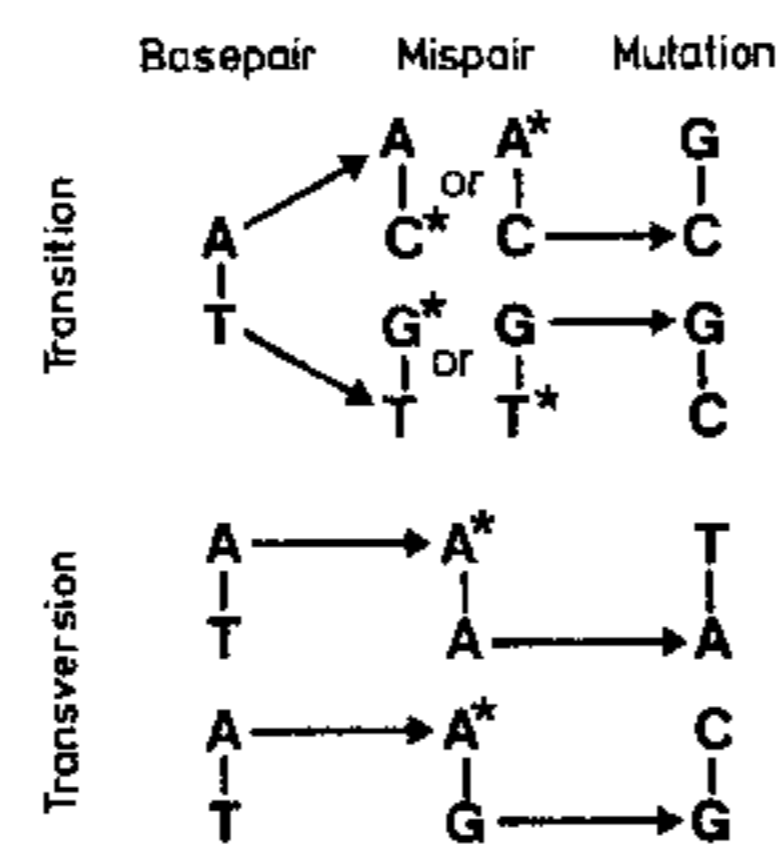 Basepair Mispair Mutation
Transition
A A* G
or
A C* C C
T G* G G
or
T T* C
Transversion
A A* T
T A A
A A* C
T G G